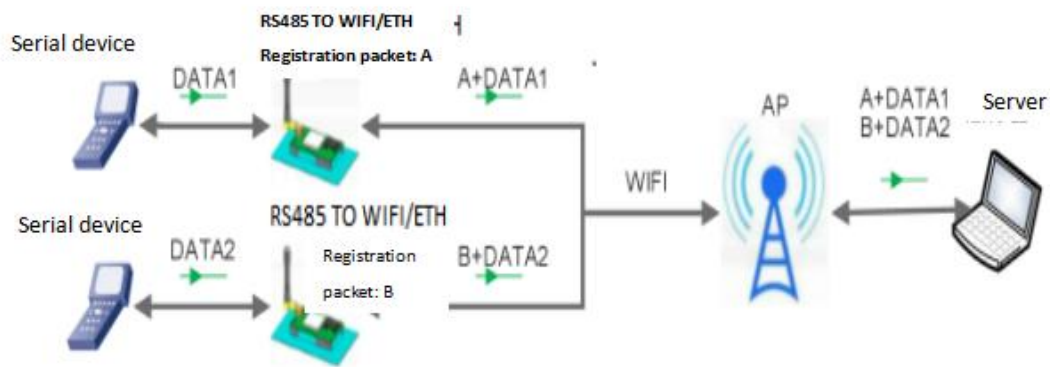 RS485 TO WIFI/ETH
Registration packet: A
Serial device
DATA1
A+DATA1
AP
A+DATA1
B+DATA2
Server
WIFI
Serial device
RS485 TO WIFI/ETH
DATA2
Registration
packet: B
B+DATA2